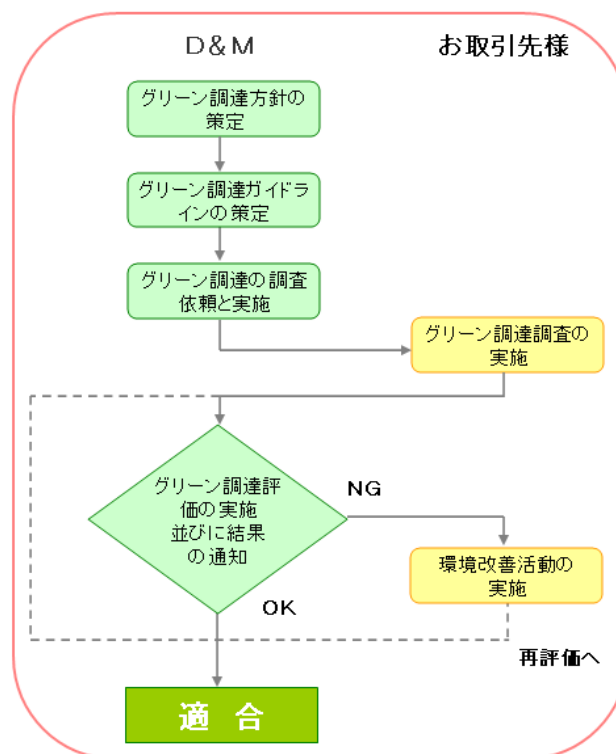 D&M
お取引先様
グリーン調達方針の
策定
グリーン調達ガイドラ
インの策定
グリーン調達の調査
依頼と実施
グリーン調達調査の
実施
グリーン調達評
価の実施
並びに結果
の通知
NG
環境改善活動の
実施
OK
再評価へ
適 合